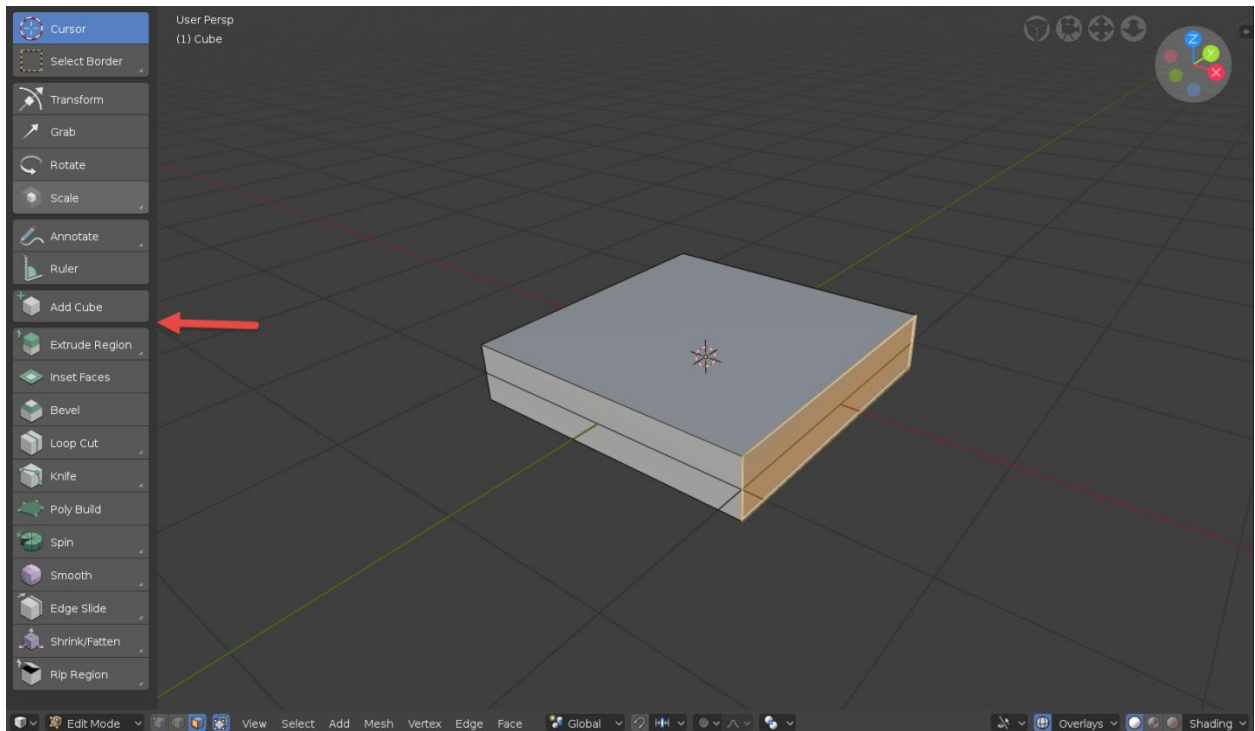 User Persp
(1) Cube
Cursor
Select Border
Transform
Grab
Rotate
Scale
Annotate
Ruler
Add Cube
Extrude Region
Inset Faces
Bevel
Loop Cut
Knife
Poly Build
Spin
Smooth
Edge Slide
Shrink/Fatten
Rip Region
Z
Y
X
Edit Mode View Select Add Mesh Vertex Edge Face Global Overlays Shading